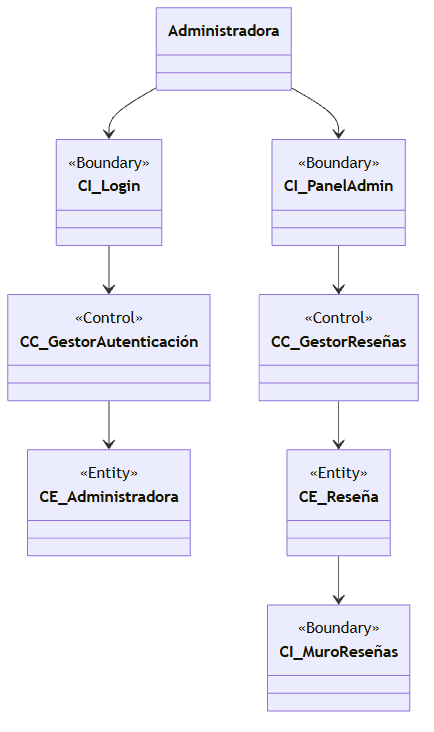 Administradora
«Boundary»
CI_Login
«Boundary»
CI_PanelAdmin
«Control»
CC_GestorAutenticación
«Control»
CC_GestorReseñas
«Entity»
CE_Administradora
«Entity»
CE_Reseña
«Boundary»
CI_MuroReseñas